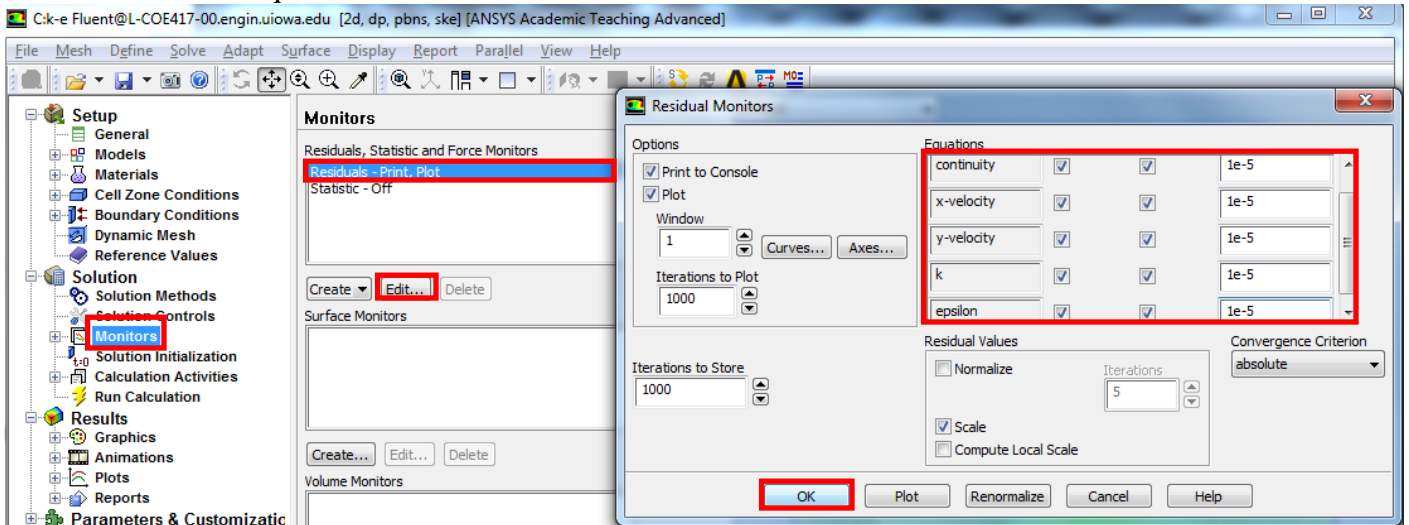 C:k-e Fluent@L-COE417-00.engin.uiowa.edu [2d, dp, pbns, ske] [ANSYS Academic Teaching Advanced]
File Mesh Define Solve Adapt Surface Display Report Parallel View Help
Setup
General
Models
Materials
Cell Zone Conditions
Boundary Conditions
Dynamic Mesh
Reference Values
Solution
Solution Methods
Solution Controls
Monitors
Solution Initialization
Calculation Activities
Run Calculation
Results
Graphics
Animations
Plots
Reports
Parameters & Customizatic
Monitors
Residuals, Statistic and Force Monitors
Residuals - Print, Plot
Statistic - Off
Create Edit... Delete
Surface Monitors
Create... Edit... Delete
Volume Monitors
Residual Monitors
Options
Print to Console
Plot
Window
1 Curves... Axes...
Iterations to Plot
1000
Iterations to Store
1000
Equations
continuity 1e-5
x-velocity 1e-5
y-velocity 1e-5
k 1e-5
epsilon 1e-5
Residual Values
Normalize
Iterations
5
Scale
Compute Local Scale
Convergence Criterion
absolute
OK Plot Renormalize Cancel Help